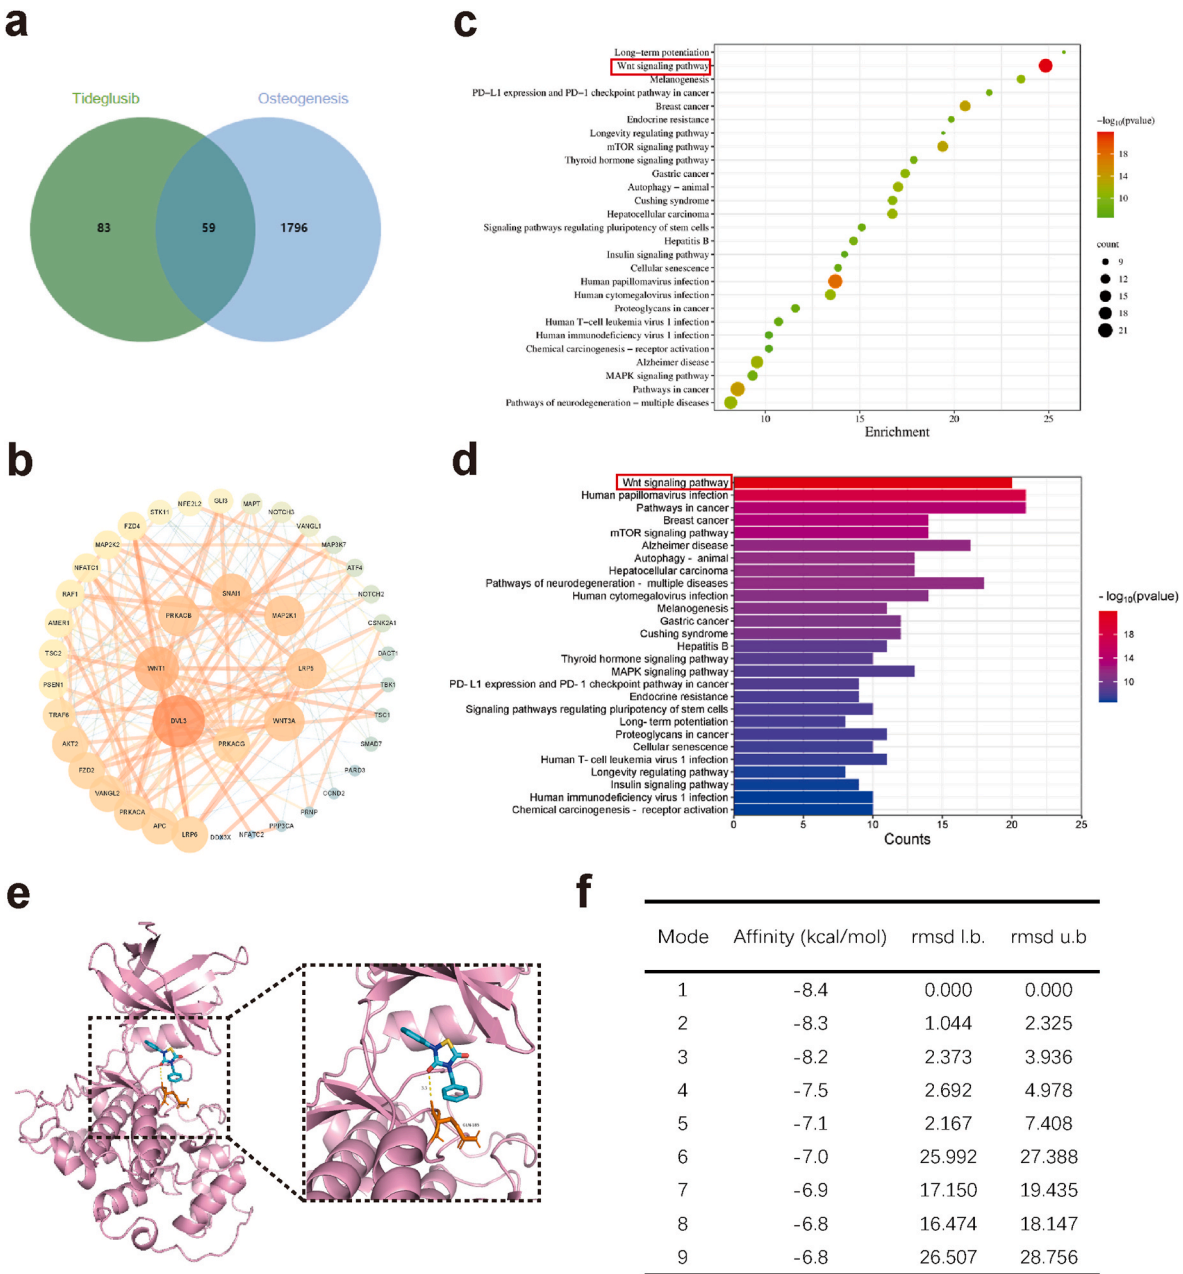 a
Tideglusib
Osteogenesis
83
59
1796
c
Long-term potentiation
Wnt signaling pathway
Melanogenesis
PD-L1 expression and PD-1 checkpoint pathway in cancer
Breast cancer
Endocrine resistance
Longevity regulating pathway
mTOR signaling pathway
Thyroid hormone signaling pathway
Gastric cancer
Autophagy - animal
Cushing syndrome
Hepatocellular carcinoma
Signaling pathways regulating pluripotency of stem cells
Hepatitis B
Insulin signaling pathway
Cellular senescence
Human papillomavirus infection
Human cytomegalovirus infection
Proteoglycans in cancer
Human T-cell leukemia virus 1 infection
Human immunodeficiency virus 1 infection
Chemical carcinogenesis - receptor activation
Alzheimer disease
MAPK signaling pathway
Pathways in cancer
Pathways of neurodegeneration - multiple diseases
10 15 20 25
Enrichment
-log10(pvalue)
18
14
10
count
9
12
15
18
21
b
GLI3
MAPT
NFE2L2
NOTCH3
STK11
VANGL1
FZD4
MAP3K7
MAP2K2
ATF4
NFATC1
NOTCH2
RAF1
CSNK2A1
AMER1
DACT1
TSC2
TBK1
PSEN1
TSC1
TRAF6
SMAD7
AKT2
PARD3
FZD2
CCND2
VANGL2
PRNP
PRKACA
PPP3CA
APC
NFATC2
LRP6
DDX3X
SNAI1
PRKACB
MAP2K1
WNT1
LRP5
DVL3
WNT3A
PRKACG
d
Wnt signaling pathway
Human papillomavirus infection
Pathways in cancer
Breast cancer
mTOR signaling pathway
Alzheimer disease
Autophagy - animal
Hepatocellular carcinoma
Pathways of neurodegeneration - multiple diseases
Human cytomegalovirus infection
Melanogenesis
Gastric cancer
Cushing syndrome
Hepatitis B
Thyroid hormone signaling pathway
MAPK signaling pathway
PD-L1 expression and PD-1 checkpoint pathway in cancer
Endocrine resistance
Signaling pathways regulating pluripotency of stem cells
Long-term potentiation
Proteoglycans in cancer
Cellular senescence
Human T-cell leukemia virus 1 infection
Longevity regulating pathway
Insulin signaling pathway
Human immunodeficiency virus 1 infection
Chemical carcinogenesis - receptor activation
0 5 10 15 20 25
Counts
-log10(pvalue)
18
14
10
e
f
Mode Affinity (kcal/mol) rmsd l.b. rmsd u.b
1 -8.4 0.000 0.000
2 -8.3 1.044 2.325
3 -8.2 2.373 3.936
4 -7.5 2.692 4.978
5 -7.1 2.167 7.408
6 -7.0 25.992 27.388
7 -6.9 17.150 19.435
8 -6.8 16.474 18.147
9 -6.8 26.507 28.756